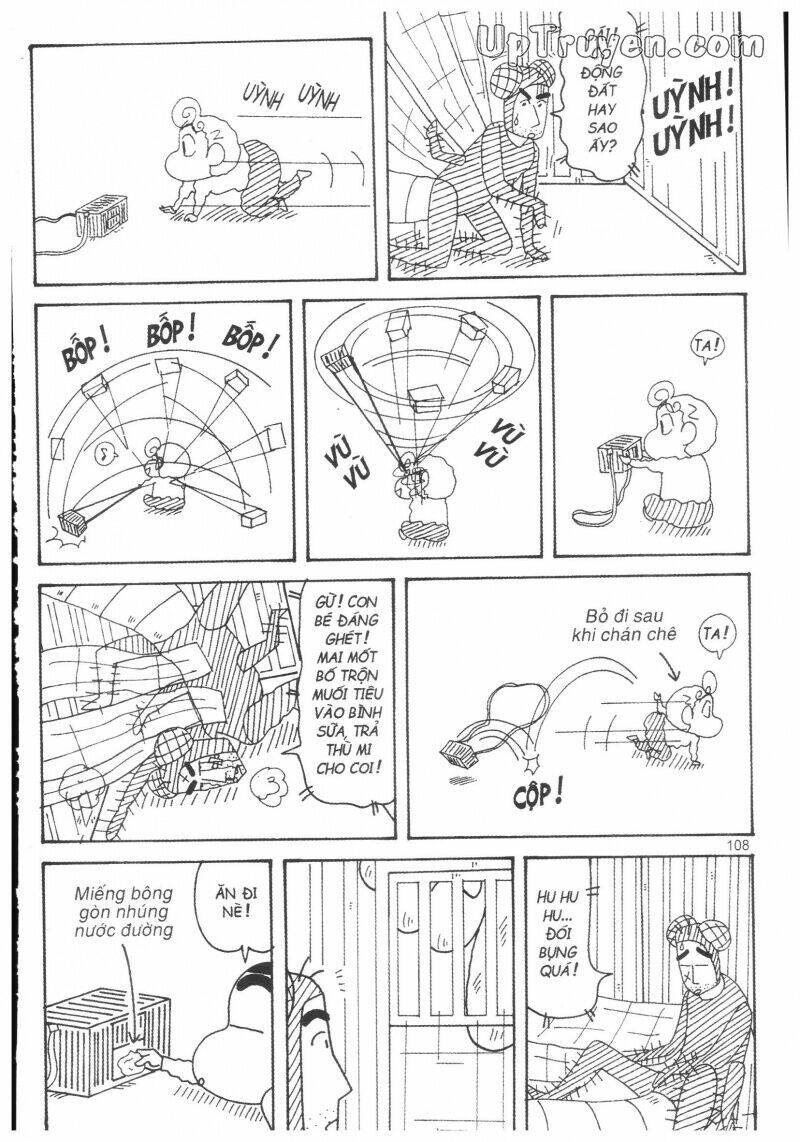 UpTruyen.com
UỲNH UỲNH
ĐỘNG
ĐẤT
HAY
SAO
ẤY?
UỲNH!
UỲNH!
BỐP! BỐP! BỐP!
VÙ
VÙ
VÙ
VÙ
TA!
GỪ! CON
BÉ ĐÁNG
GHÉT!
MAI MỐT
BỐ TRỘN
MUỐI TIÊU
VÀO BÌNH
SỮA, TRẢ
THÙ MI
CHO COI!
Bỏ đi sau
khi chán chê
TA!
CỘP!
108
Miếng bông
gòn nhúng
nước đường
ĂN ĐI
NÈ!
HU HU
HU...
ĐÓI
BỤNG
QUÁ!